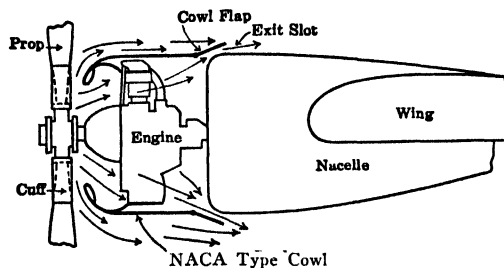 Cowl Flap
Exit Slot
Prop
Engine
Wing
Nacelle
Cuff
NACA Type Cowl